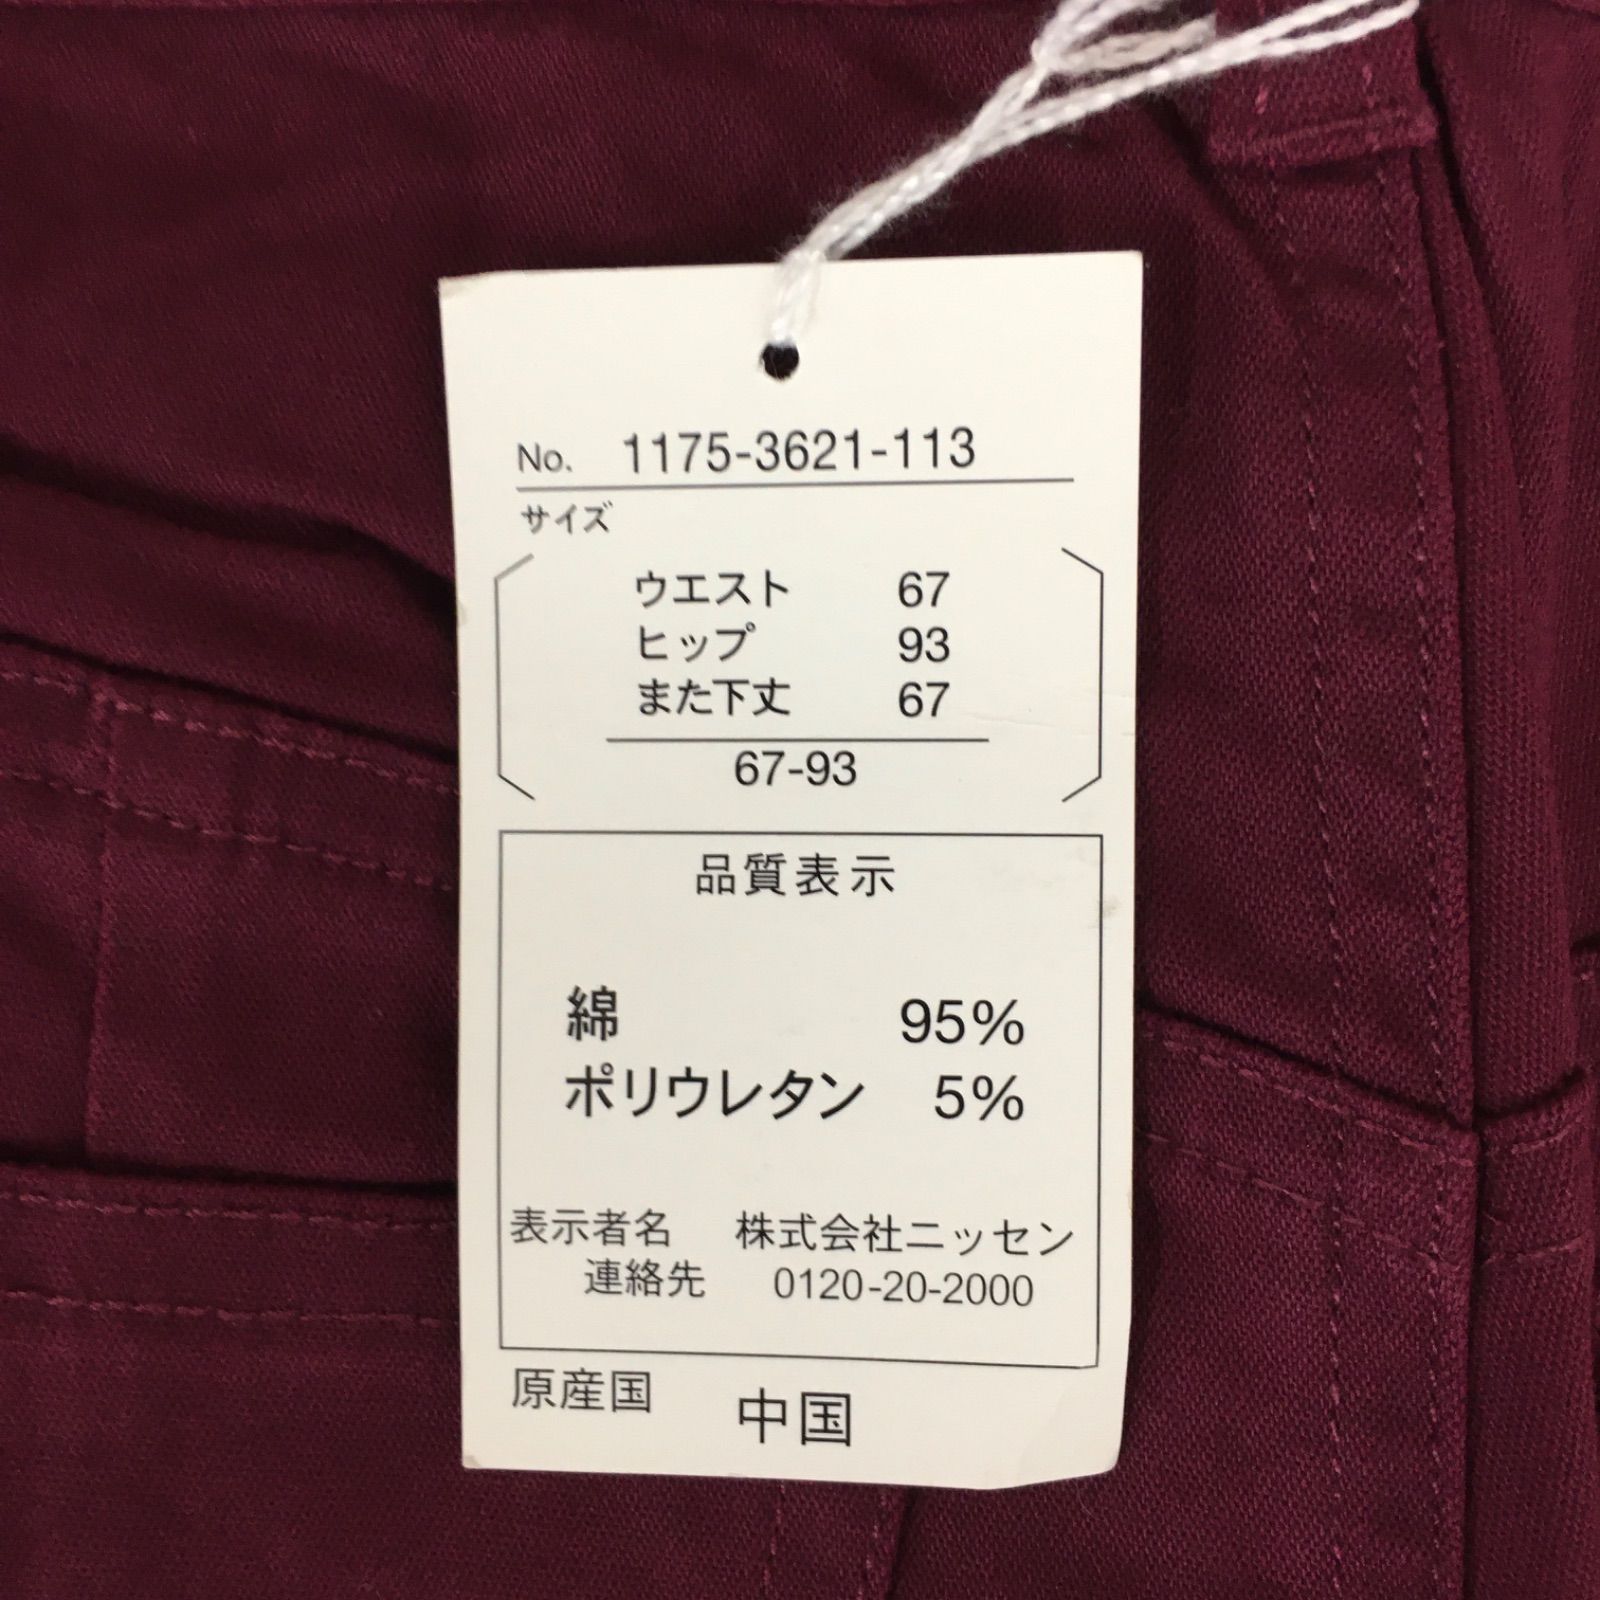 No. 1175-3621-113
サイズ
ウエスト 67
ヒップ 93
また下丈 67
67-93
品質表示
綿 95%
ポリウレタン 5%
表示者名 株式会社ニッセン
連絡先 0120-20-2000
原産国 中国